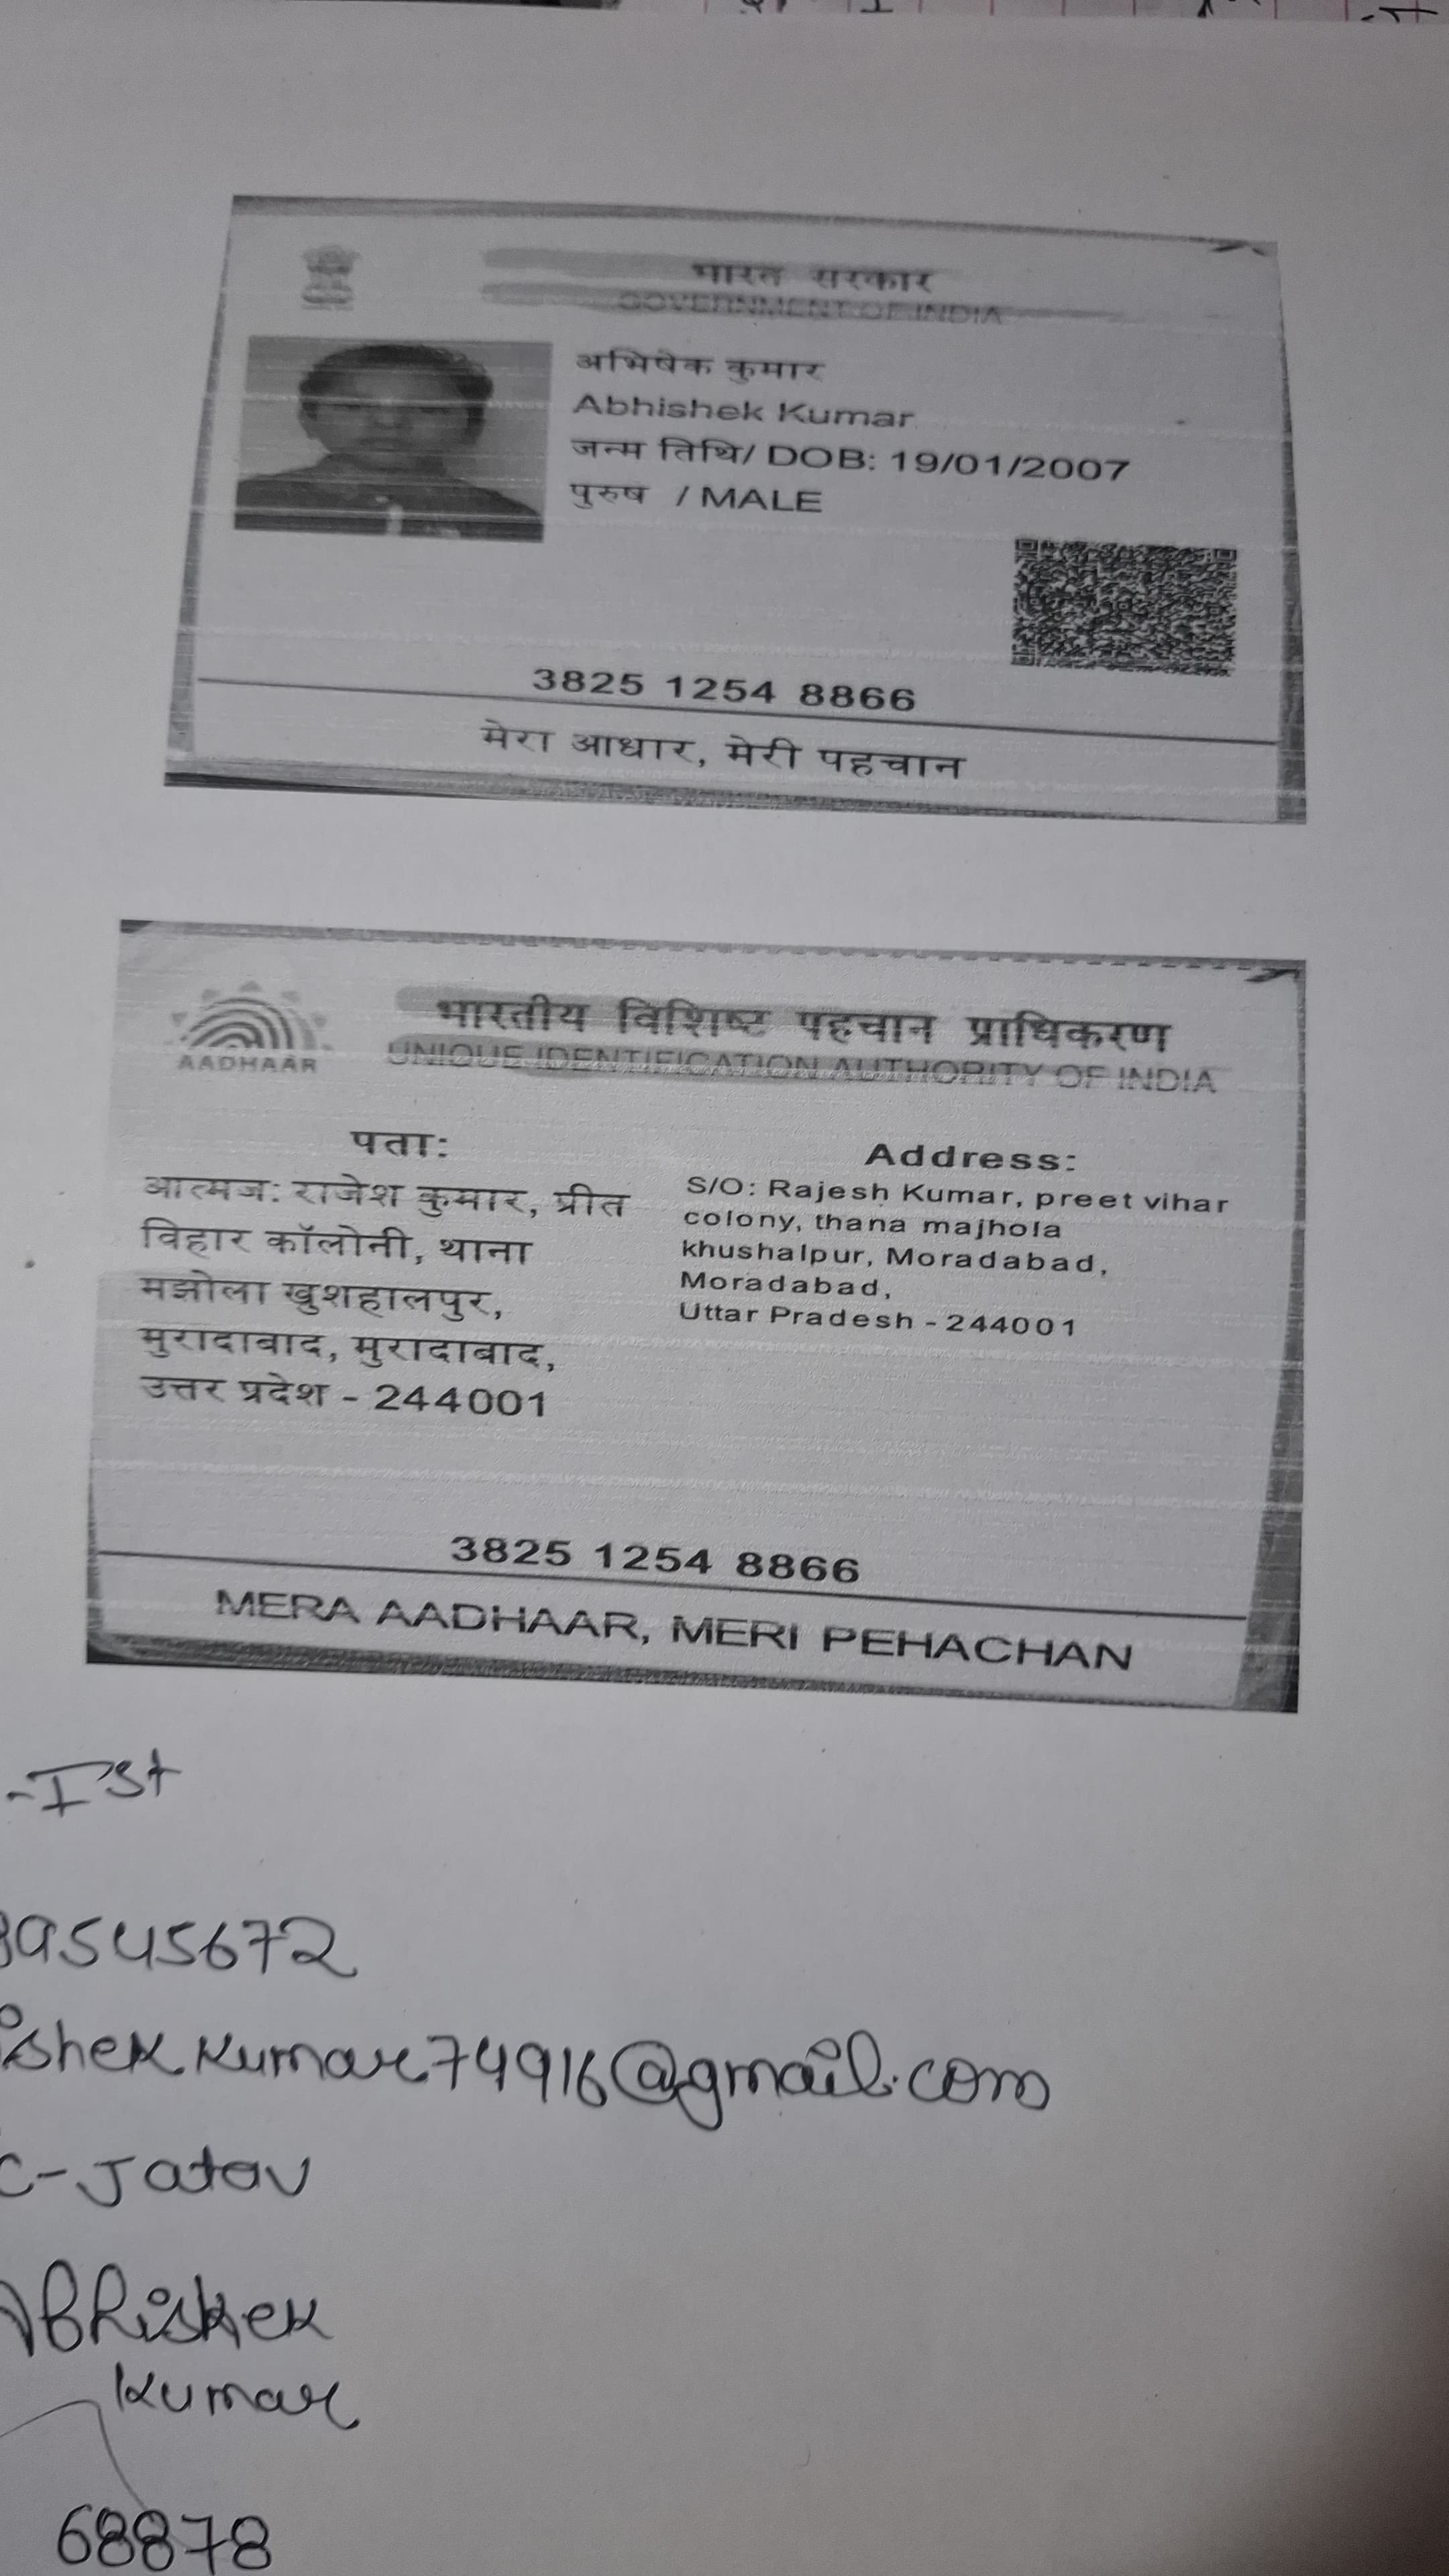 भारत सरकार
GOVERNMENT OF INDIA
अभिषेक कुमार
Abhishek Kumar
जन्म तिथि/ DOB: 19/01/2007
पुरुष / MALE
3825 1254 8866
मेरा आधार, मेरी पहचान
भारतीय विशिष्ट पहचान प्राधिकरण
AADHAAR
UNIQUE IDENTIFICATION AUTHORITY OF INDIA
पता:
आत्मज: राजेश कुमार, प्रीत
विहार कॉलोनी, थाना
मझोला खुशहालपुर,
मुरादाबाद, मुरादाबाद,
उत्तर प्रदेश - 244001
Address:
S/O: Rajesh Kumar, preet vihar
colony, thana majhola
khushalpur, Moradabad,
Moradabad,
Uttar Pradesh - 244001
3825 1254 8866
MERA AADHAAR, MERI PEHACHAN
-Ist
9545672
ishekkumar74916@gmail.com
c-Jatav
Abhishek
Kumar
68878